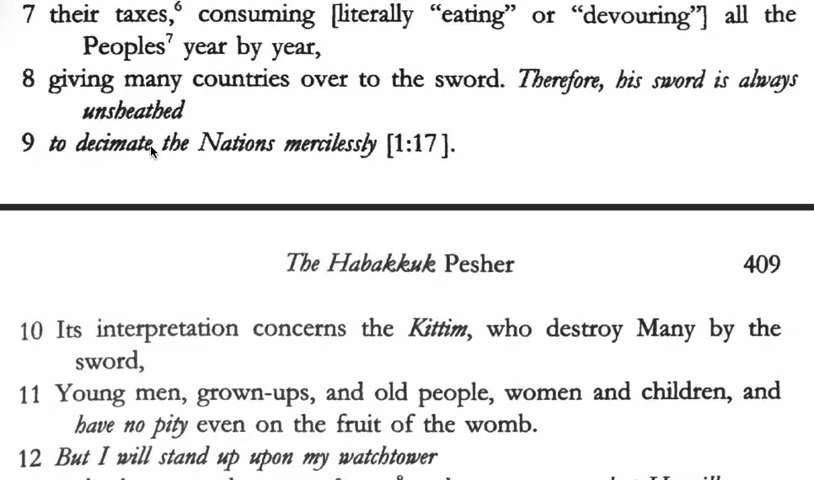 7 their taxes,⁶ consuming [literally “eating” or “devouring”] all the
Peoples⁷ year by year,
8 giving many countries over to the sword. Therefore, his sword is always
unsheathed
9 to decimate the Nations mercilessly [1:17].
The Habakkuk Pesher 409
10 Its interpretation concerns the Kittim, who destroy Many by the
sword,
11 Young men, grown-ups, and old people, women and children, and
have no pity even on the fruit of the womb.
12 But I will stand up upon my watchtower